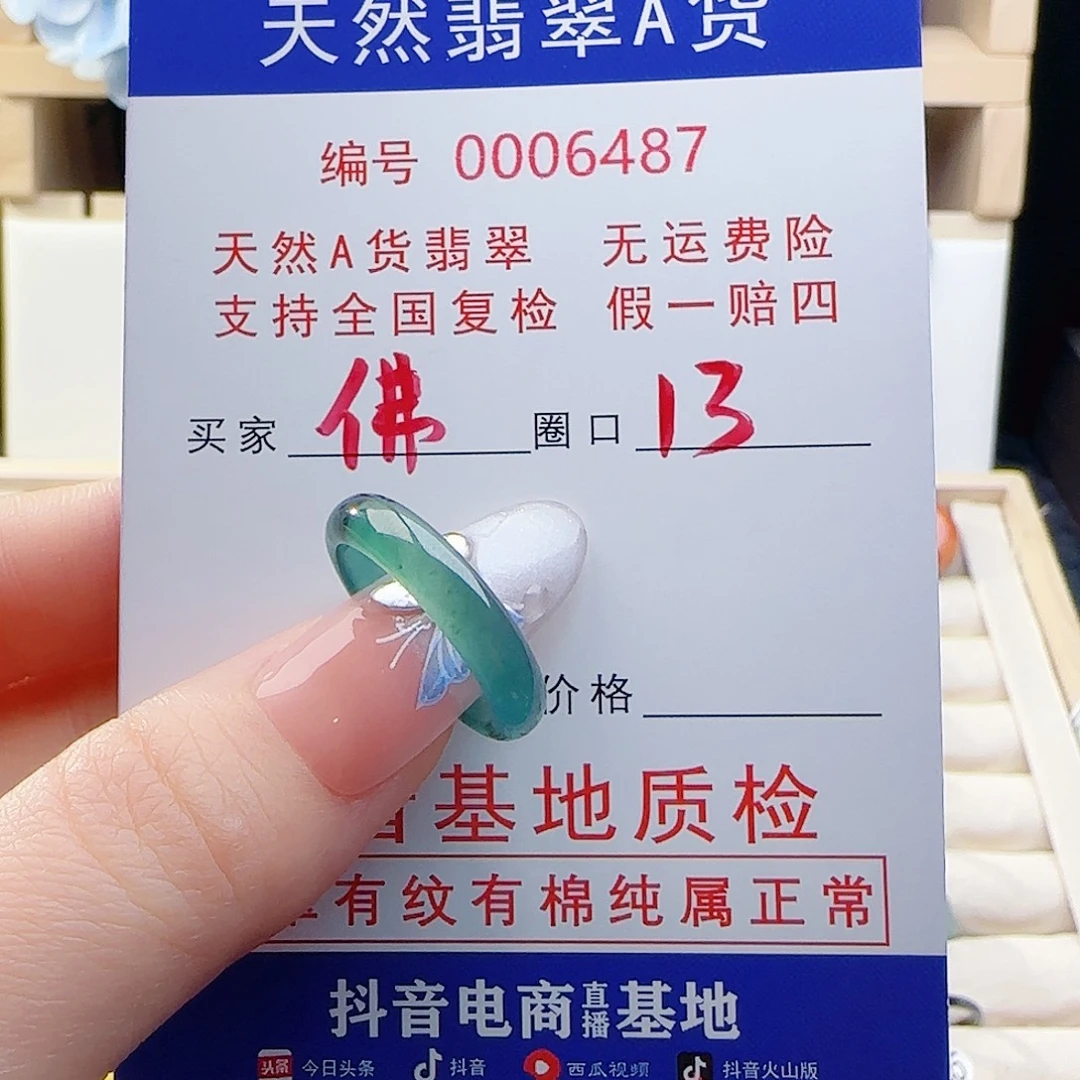 天然翡翠A货
编号 0006487
天然A货翡翠 无运费险
支持全国复检 假一赔四
买家 佛 圈口 13
价格
基地质检
有纹有棉纯属正常
抖音电商直播基地
头条 今日头条 抖音 西瓜视频 抖音火山版